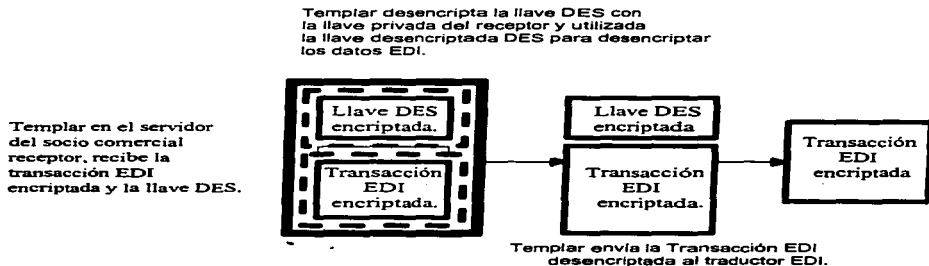 Templar desencripta la llave DES con
la llave privada del receptor y utilizada
la llave desencriptada DES para desencriptar
los datos EDI.
Templar en el servidor
del socio comercial
receptor, recibe la
transacción EDI
encriptada y la llave DES.
Llave DES
encriptada.
Transacción
EDI
encriptada.
Llave DES
encriptada
Transacción
EDI
encriptada.
Transacción
EDI
encriptada
Templar envía la Transacción EDI
desencriptada al traductor EDI.